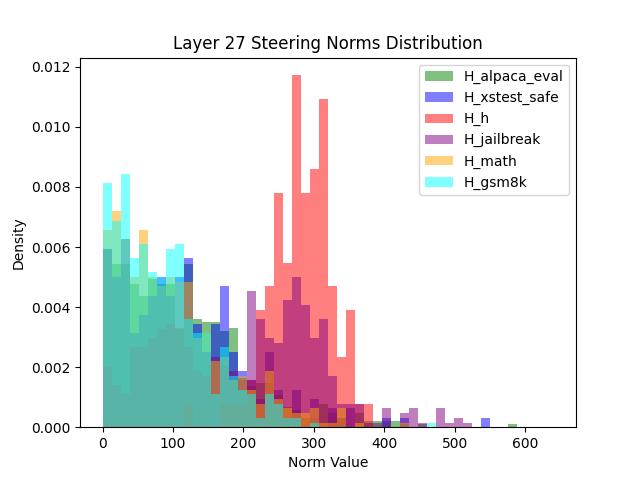 Layer 27 Steering Norms Distribution
Density
0.012
0.010
0.008
0.006
0.004
0.002
0.000
H_alpaca_eval
H_xstest_safe
H_h
H_jailbreak
H_math
H_gsm8k
0 100 200 300 400 500 600
Norm Value